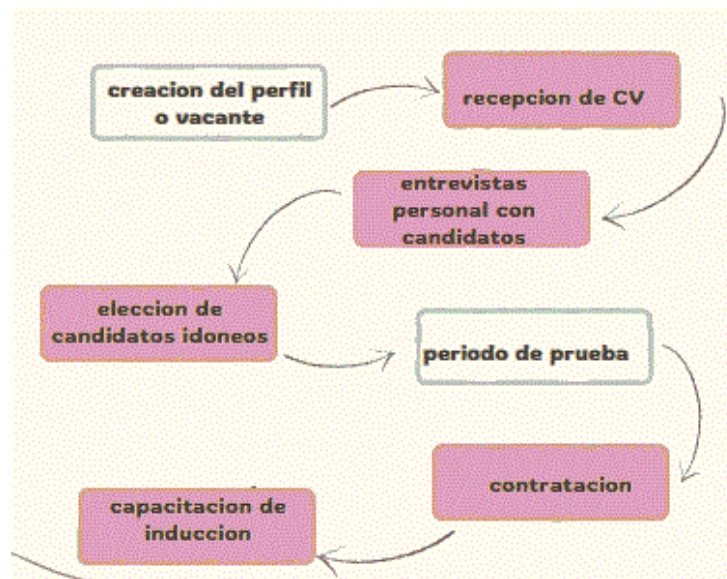 creacion del perfil
o vacante
recepcion de CV
entrevistas
personal con
candidatos
eleccion de
candidatos idoneos
periodo de prueba
contratacion
capacitacion de
induccion